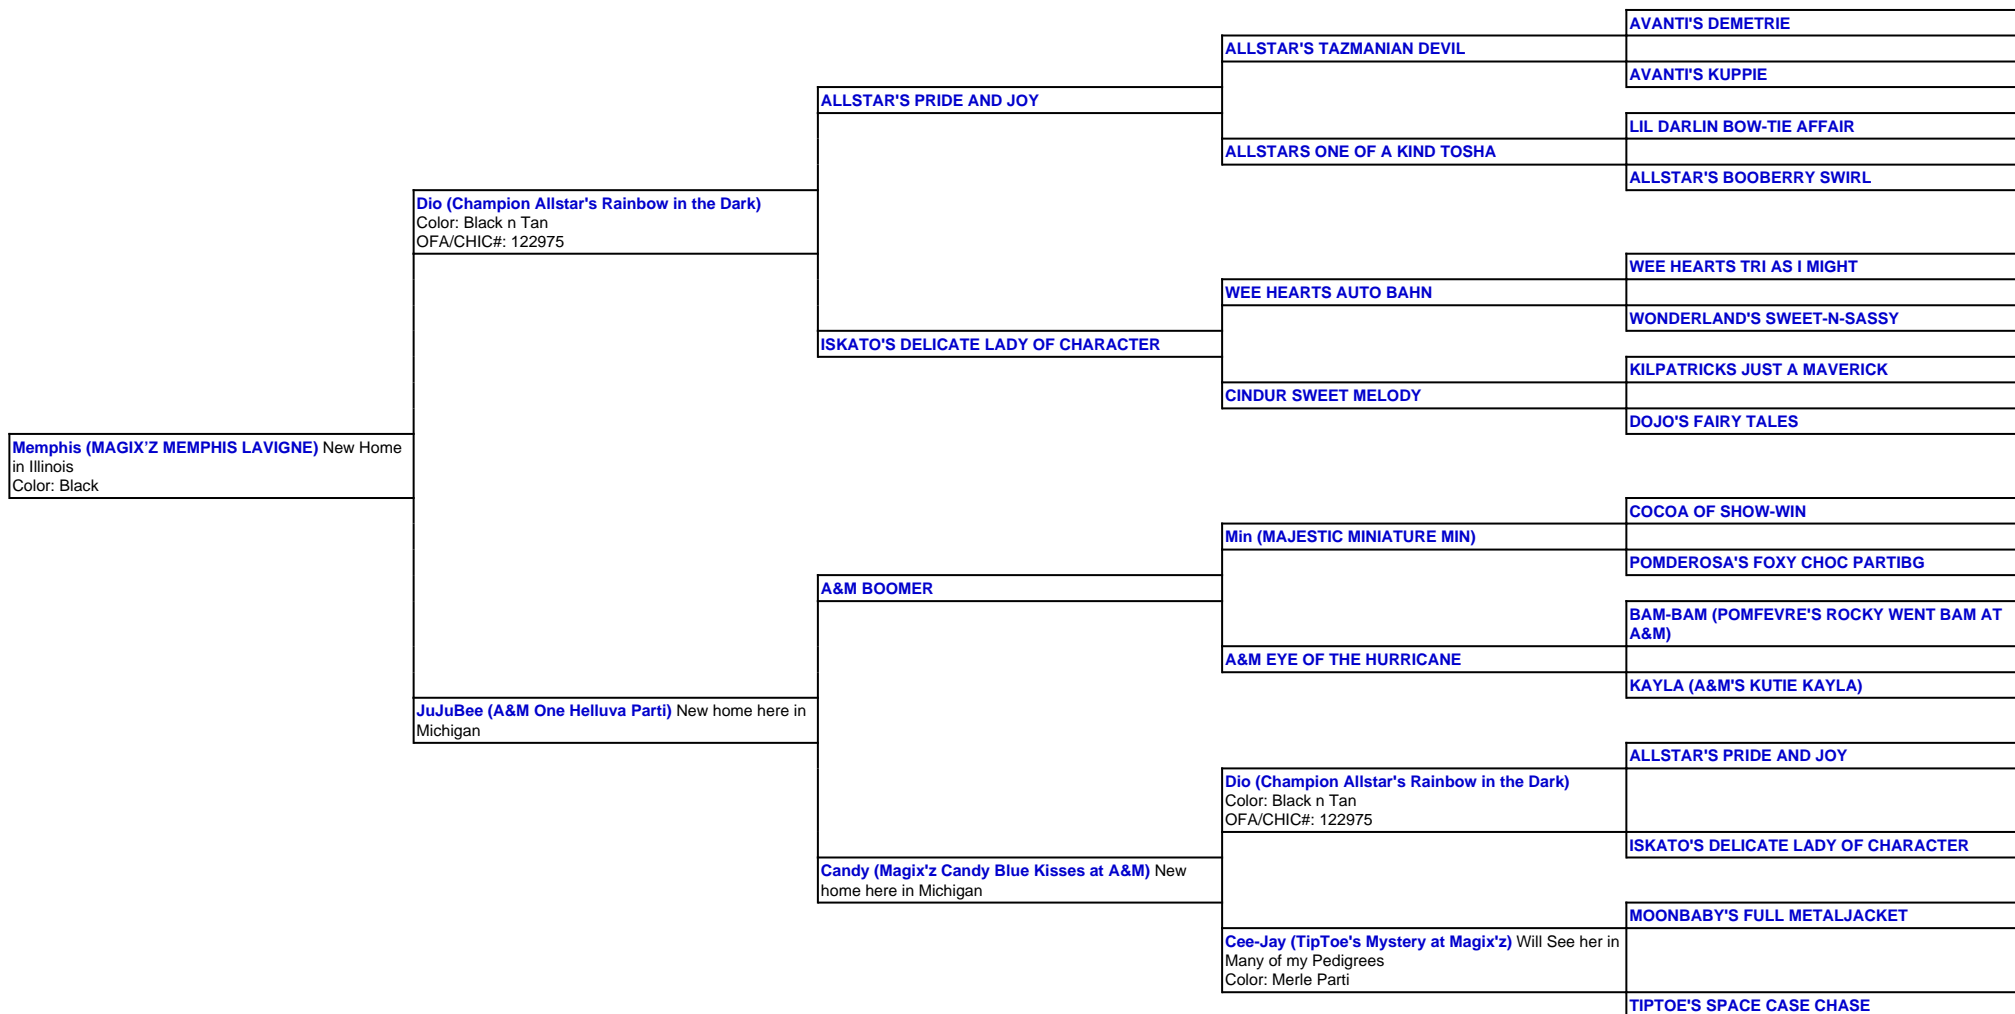 AVANTI'S DEMETRIE
ALLSTAR'S TAZMANIAN DEVIL
AVANTI'S KUPPIE
ALLSTAR'S PRIDE AND JOY
LIL DARLIN BOW-TIE AFFAIR
ALLSTARS ONE OF A KIND TOSHA
ALLSTAR'S BOOBERRY SWIRL
Dio (Champion Allstar's Rainbow in the Dark)
Color: Black n Tan
OFA/CHIC#: 122975
WEE HEARTS TRI AS I MIGHT
WEE HEARTS AUTO BAHN
WONDERLAND'S SWEET-N-SASSY
ISKATO'S DELICATE LADY OF CHARACTER
KILPATRICKS JUST A MAVERICK
CINDUR SWEET MELODY
DOJO'S FAIRY TALES
Memphis (MAGIX’Z MEMPHIS LAVIGNE) New Home
in Illinois
Color: Black
COCOA OF SHOW-WIN
Min (MAJESTIC MINIATURE MIN)
POMDEROSA'S FOXY CHOC PARTIBG
A&M BOOMER
BAM-BAM (POMFEVRE'S ROCKY WENT BAM AT
A&M)
A&M EYE OF THE HURRICANE
KAYLA (A&M'S KUTIE KAYLA)
JuJuBee (A&M One Helluva Parti) New home here in
Michigan
ALLSTAR'S PRIDE AND JOY
Dio (Champion Allstar's Rainbow in the Dark)
Color: Black n Tan
OFA/CHIC#: 122975
ISKATO'S DELICATE LADY OF CHARACTER
Candy (Magix'z Candy Blue Kisses at A&M) New
home here in Michigan
MOONBABY'S FULL METALJACKET
Cee-Jay (TipToe's Mystery at Magix'z) Will See her in
Many of my Pedigrees
Color: Merle Parti
TIPTOE'S SPACE CASE CHASE